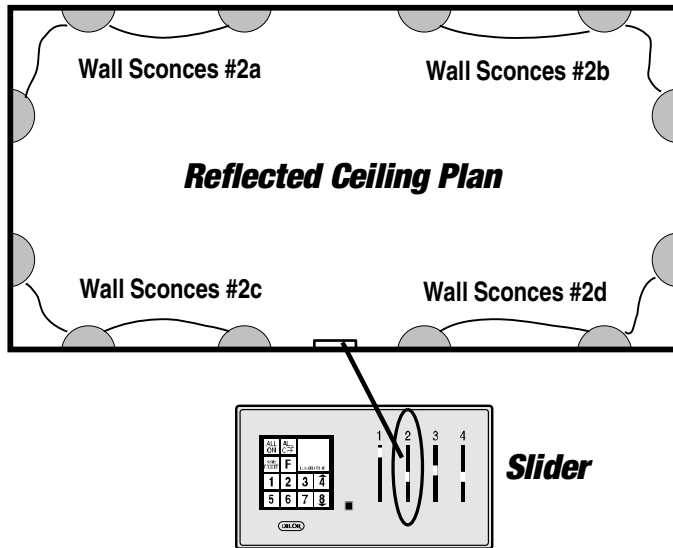 Wall Sconces #2a
Wall Sconces #2b
Reflected Ceiling Plan
Wall Sconces #2c
Wall Sconces #2d
1 2 3 4
ALL ON ALL OFF
F
1 2 3 4
5 6 7 8
Slider